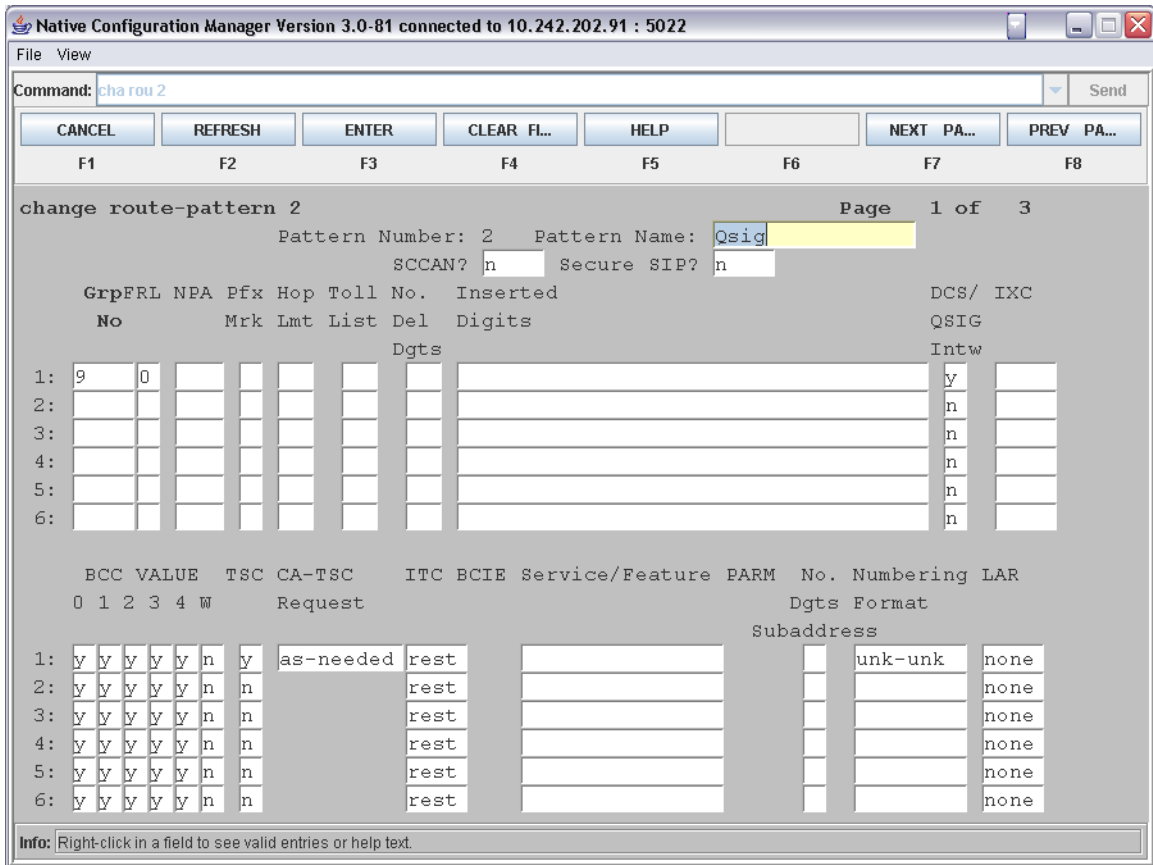 Native Configuration Manager Version 3.0-81 connected to 10.242.202.91 : 5022
File View
Command: cha rou 2 Send
CANCEL REFRESH ENTER CLEAR FI... HELP NEXT PA... PREV PA...
F1 F2 F3 F4 F5 F6 F7 F8
change route-pattern 2 Page 1 of 3
Pattern Number: 2 Pattern Name: Qsig
SCCAN? n Secure SIP? n
GrpFRL NPA Pfx Hop Toll No. Inserted DCS/ IXC
No Mrk Lmt List Del Digits QSIG
Dgts Intw
1: 9 0 y
2: n
3: n
4: n
5: n
6: n
BCC VALUE TSC CA-TSC ITC BCIE Service/Feature PARM No. Numbering LAR
0 1 2 3 4 W Request Dgts Format
Subaddress
1: y y y y y n y as-needed rest unk-unk none
2: y y y y y n n rest none
3: y y y y y n n rest none
4: y y y y y n n rest none
5: y y y y y n n rest none
6: y y y y y n n rest none
Info: Right-click in a field to see valid entries or help text.